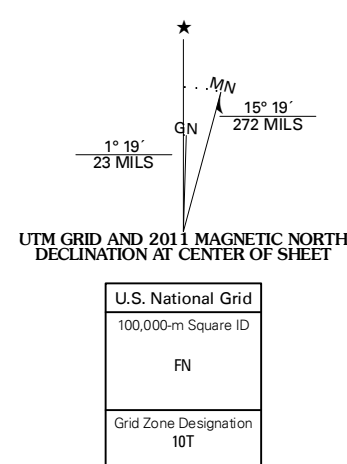 MN
GN
15° 19´
272 MILS
1° 19´
23 MILS
UTM GRID AND 2011 MAGNETIC NORTH
DECLINATION AT CENTER OF SHEET
U.S. National Grid
100,000-m Square ID
FN
Grid Zone Designation
10T